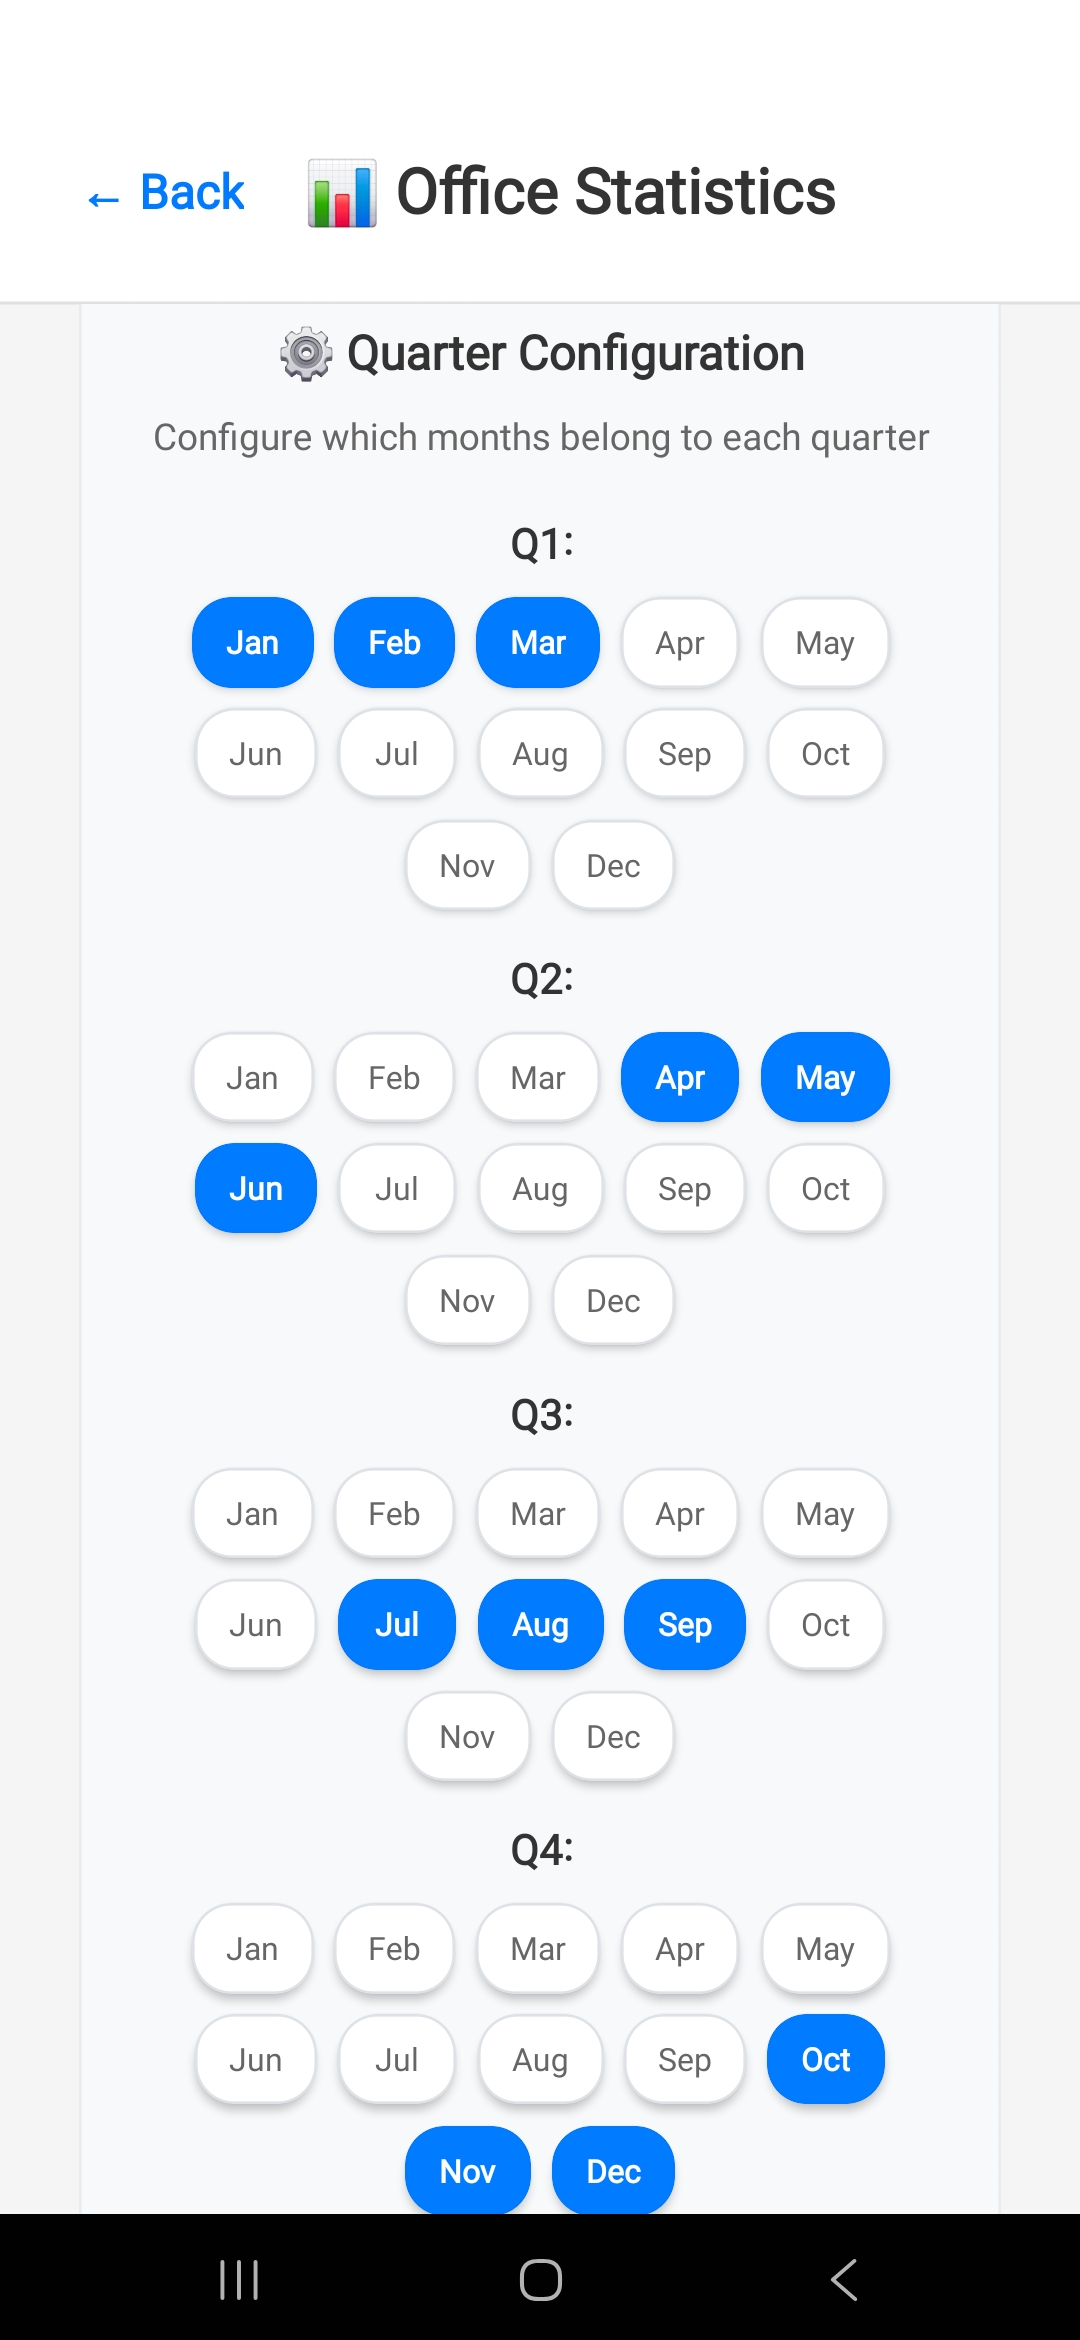 ← Back 📊 Office Statistics
⚙️ Quarter Configuration
Configure which months belong to each quarter
Q1:
Jan Feb Mar Apr May
Jun Jul Aug Sep Oct
Nov Dec
Q2:
Jan Feb Mar Apr May
Jun Jul Aug Sep Oct
Nov Dec
Q3:
Jan Feb Mar Apr May
Jun Jul Aug Sep Oct
Nov Dec
Q4:
Jan Feb Mar Apr May
Jun Jul Aug Sep Oct
Nov Dec